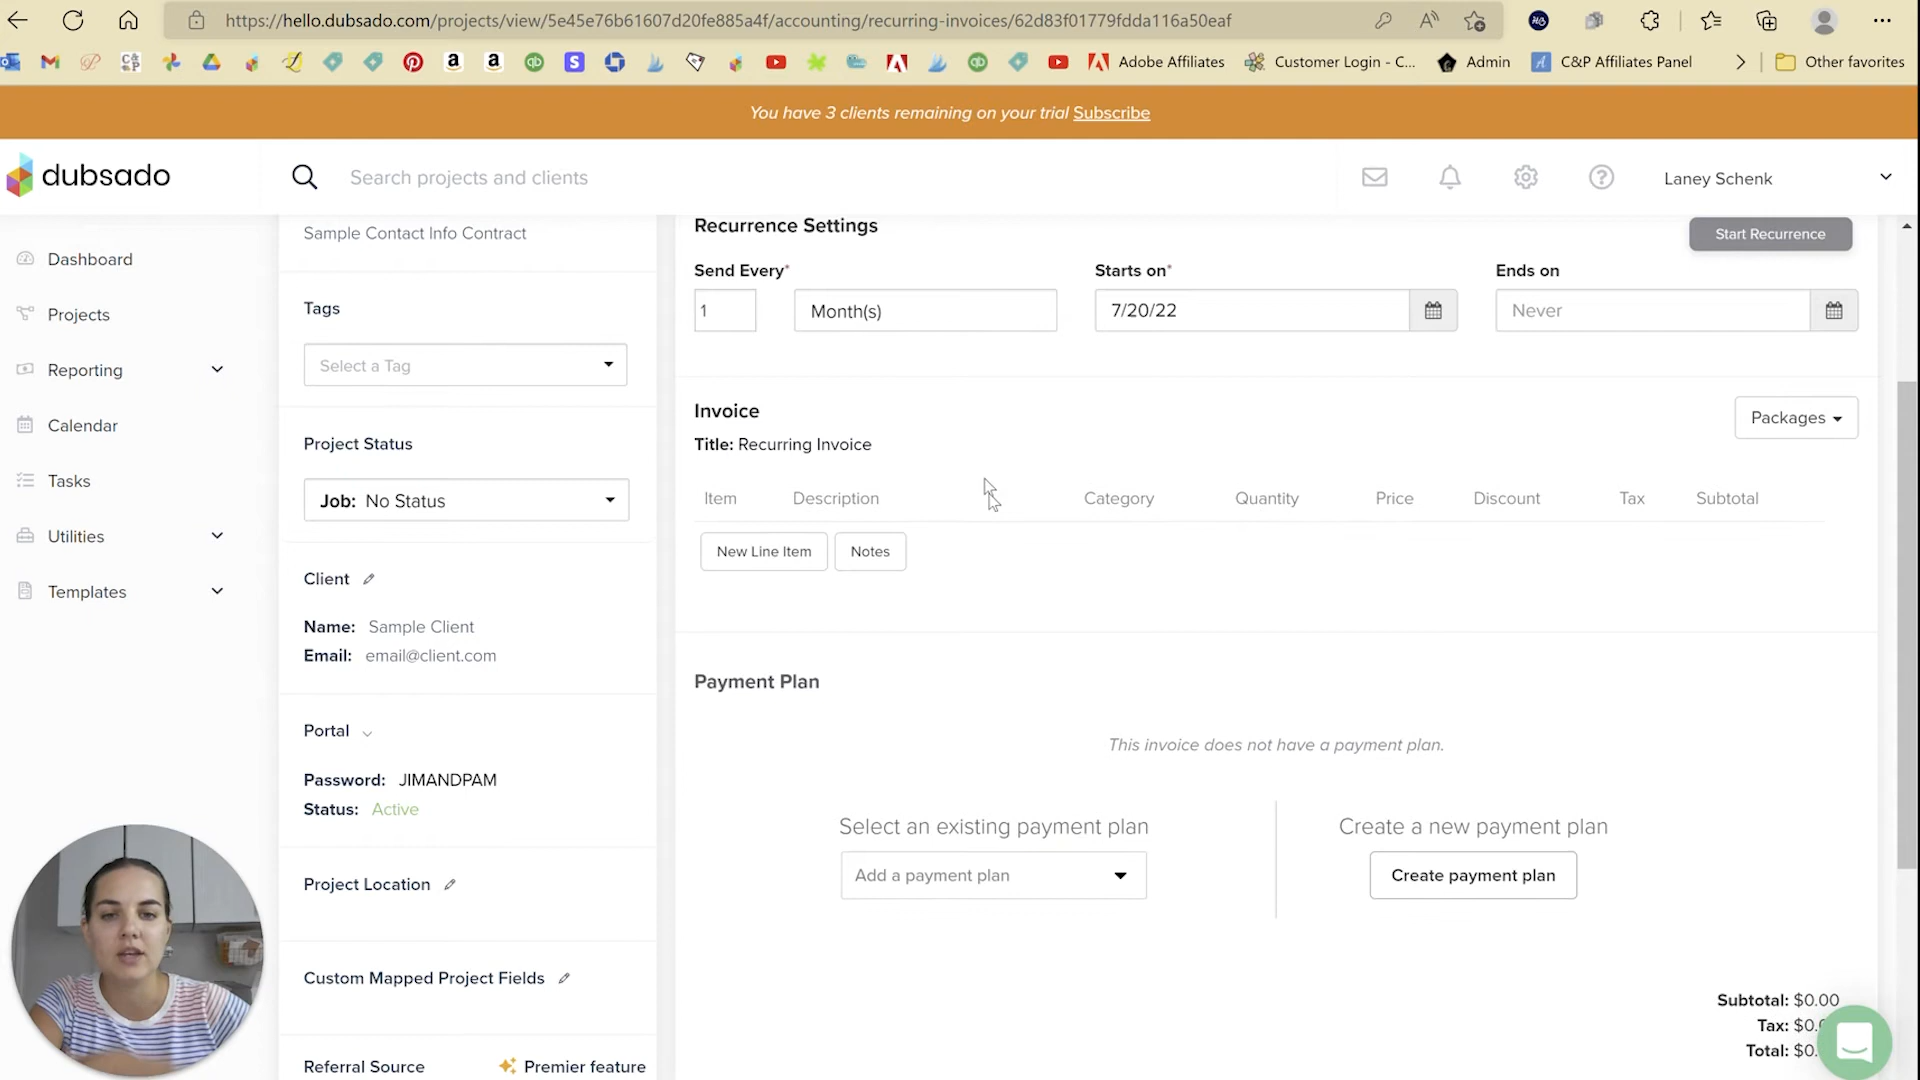 https://hello.dubsado.com/projects/view/5e45e76b61607d20fe885a4f/accounting/recurring-invoices/62d83f01779fdda116a50eaf
Adobe Affiliates
Customer Login - C...
Admin
C&P Affiliates Panel
Other favorites
You have 3 clients remaining on your trial Subscribe
dubsado
Search projects and clients
Laney Schenk
Dashboard
Projects
Reporting
Calendar
Tasks
Utilities
Templates
Sample Contact Info Contract
Tags
Select a Tag
Project Status
Job: No Status
Client
Name: Sample Client
Email: email@client.com
Portal
Password: JIMANDPAM
Status: Active
Project Location
Custom Mapped Project Fields
Referral Source Premier feature
Recurrence Settings
Start Recurrence
Send Every* Starts on* Ends on
1 Month(s) 7/20/22 Never
Invoice
Packages
Title: Recurring Invoice
Item Description Category Quantity Price Discount Tax Subtotal
New Line Item Notes
Payment Plan
This invoice does not have a payment plan.
Select an existing payment plan
Add a payment plan
Create a new payment plan
Create payment plan
Subtotal: $0.00
Tax: $0.
Total: $0.